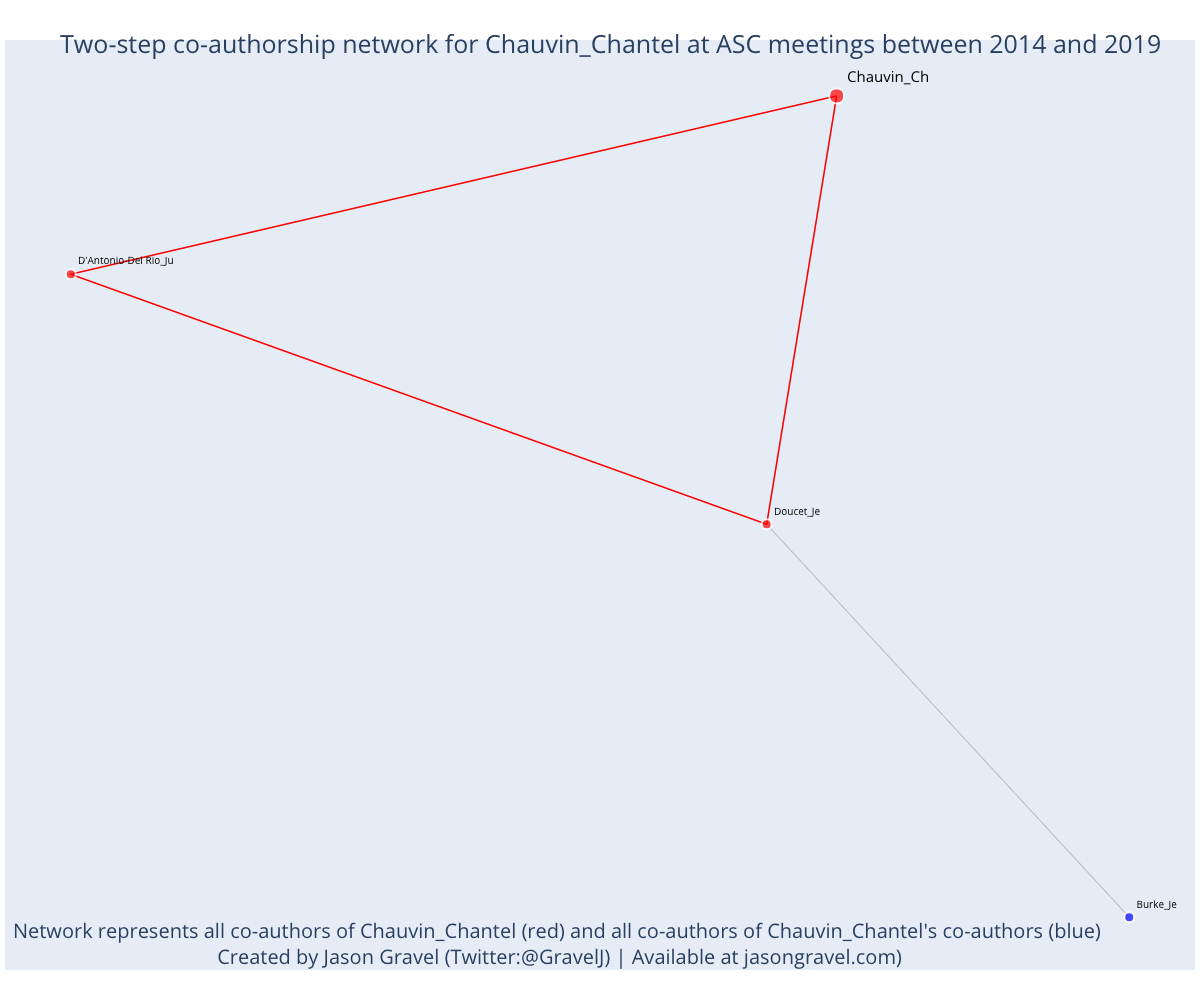 Two-step co-authorship network for Chauvin_Chantel at ASC meetings between 2014 and 2019
Chauvin_Ch
D'Antonio-Del Rio_Ju
Doucet_Je
Burke_Je
Network represents all co-authors of Chauvin_Chantel (red) and all co-authors of Chauvin_Chantel's co-authors (blue)
Created by Jason Gravel (Twitter:@GravelJ) | Available at jasongravel.com)